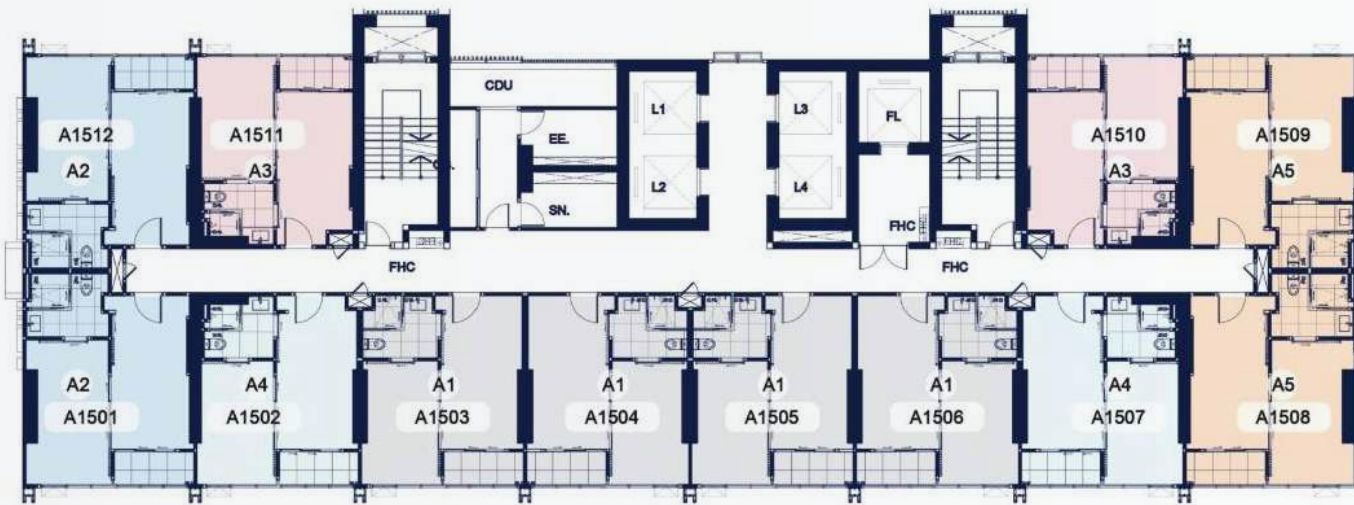 CDU
A1512
A2
A1511
A3
EE.
SN.
L1
L2
L3
L4
FL
FHC
A1510
A3
A1509
A5
FHC
FHC
A2
A1501
A4
A1502
A1
A1503
A1
A1504
A1
A1505
A1
A1506
A4
A1507
A5
A1508